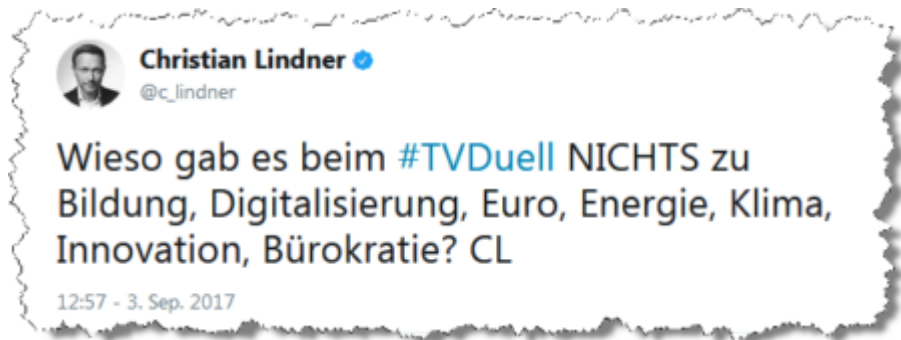 Christian Lindner
@c_lindner
Wieso gab es beim #TVDuell NICHTS zu
Bildung, Digitalisierung, Euro, Energie, Klima,
Innovation, Bürokratie? CL
12:57 - 3. Sep. 2017